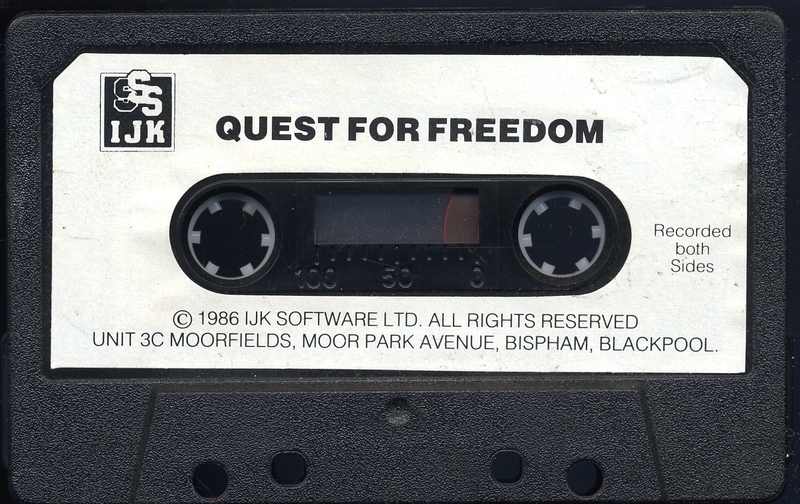 SSS
IJK
QUEST FOR FREEDOM
100 50 0
Recorded
both
Sides
© 1986 IJK SOFTWARE LTD. ALL RIGHTS RESERVED
UNIT 3C MOORFIELDS, MOOR PARK AVENUE, BISPHAM, BLACKPOOL.